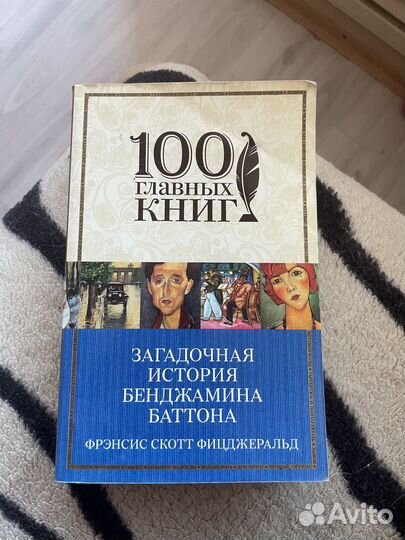 100
ГЛАВНЫХ
КНИГ
ЗАГАДОЧНАЯ
ИСТОРИЯ
БЕНДЖАМИНА
БАТТОНА
ФРЭНСИС СКОТТ ФИЦДЖЕРАЛЬД
Avito